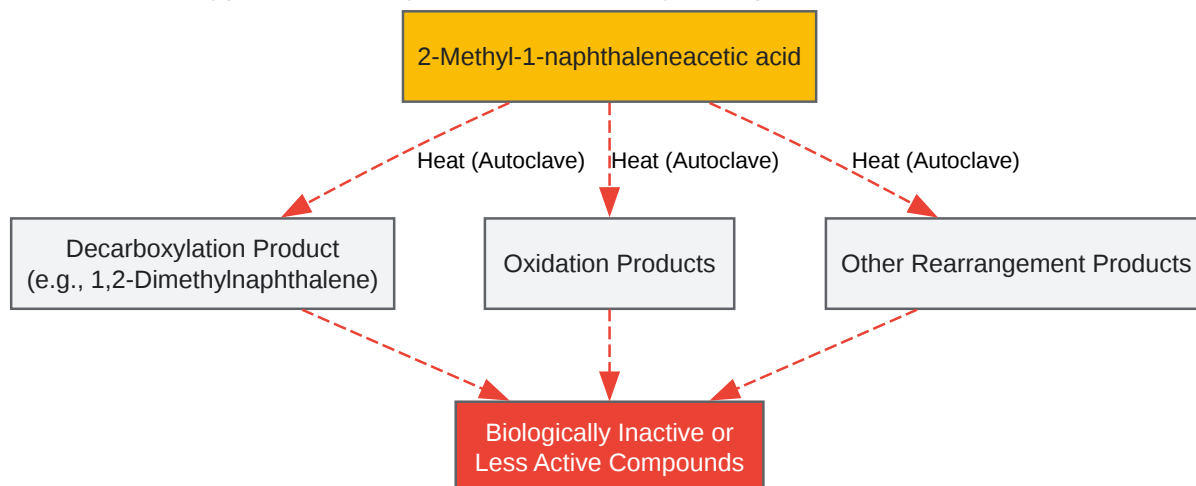 2-Methyl-1-naphthaleneacetic acid
Heat (Autoclave)
Heat (Autoclave)
Heat (Autoclave)
Decarboxylation Product
(e.g., 1,2-Dimethylnaphthalene)
Oxidation Products
Other Rearrangement Products
Biologically Inactive or
Less Active Compounds